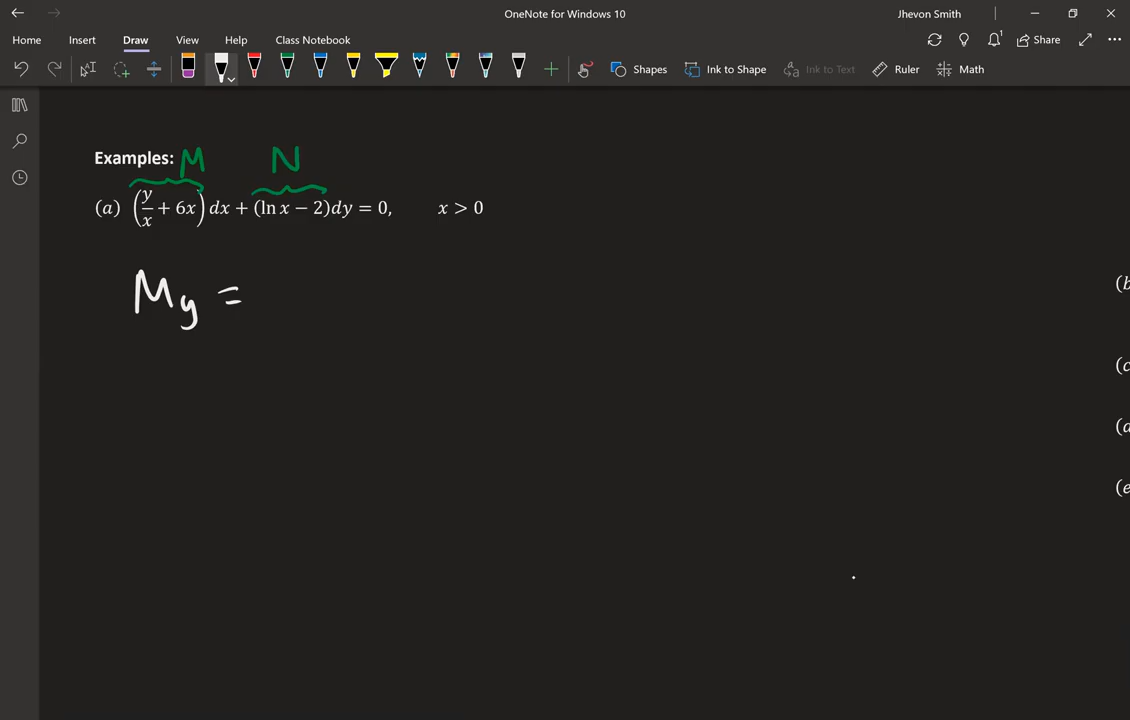 OneNote for Windows 10
Jhevon Smith
Home Insert Draw View Help Class Notebook
Share
Shapes Ink to Shape Ink to Text Ruler Math
Examples: M N
(a) (y/x + 6x) dx + (ln x − 2)dy = 0, x > 0
M_y =
(b
(c
(d
(e